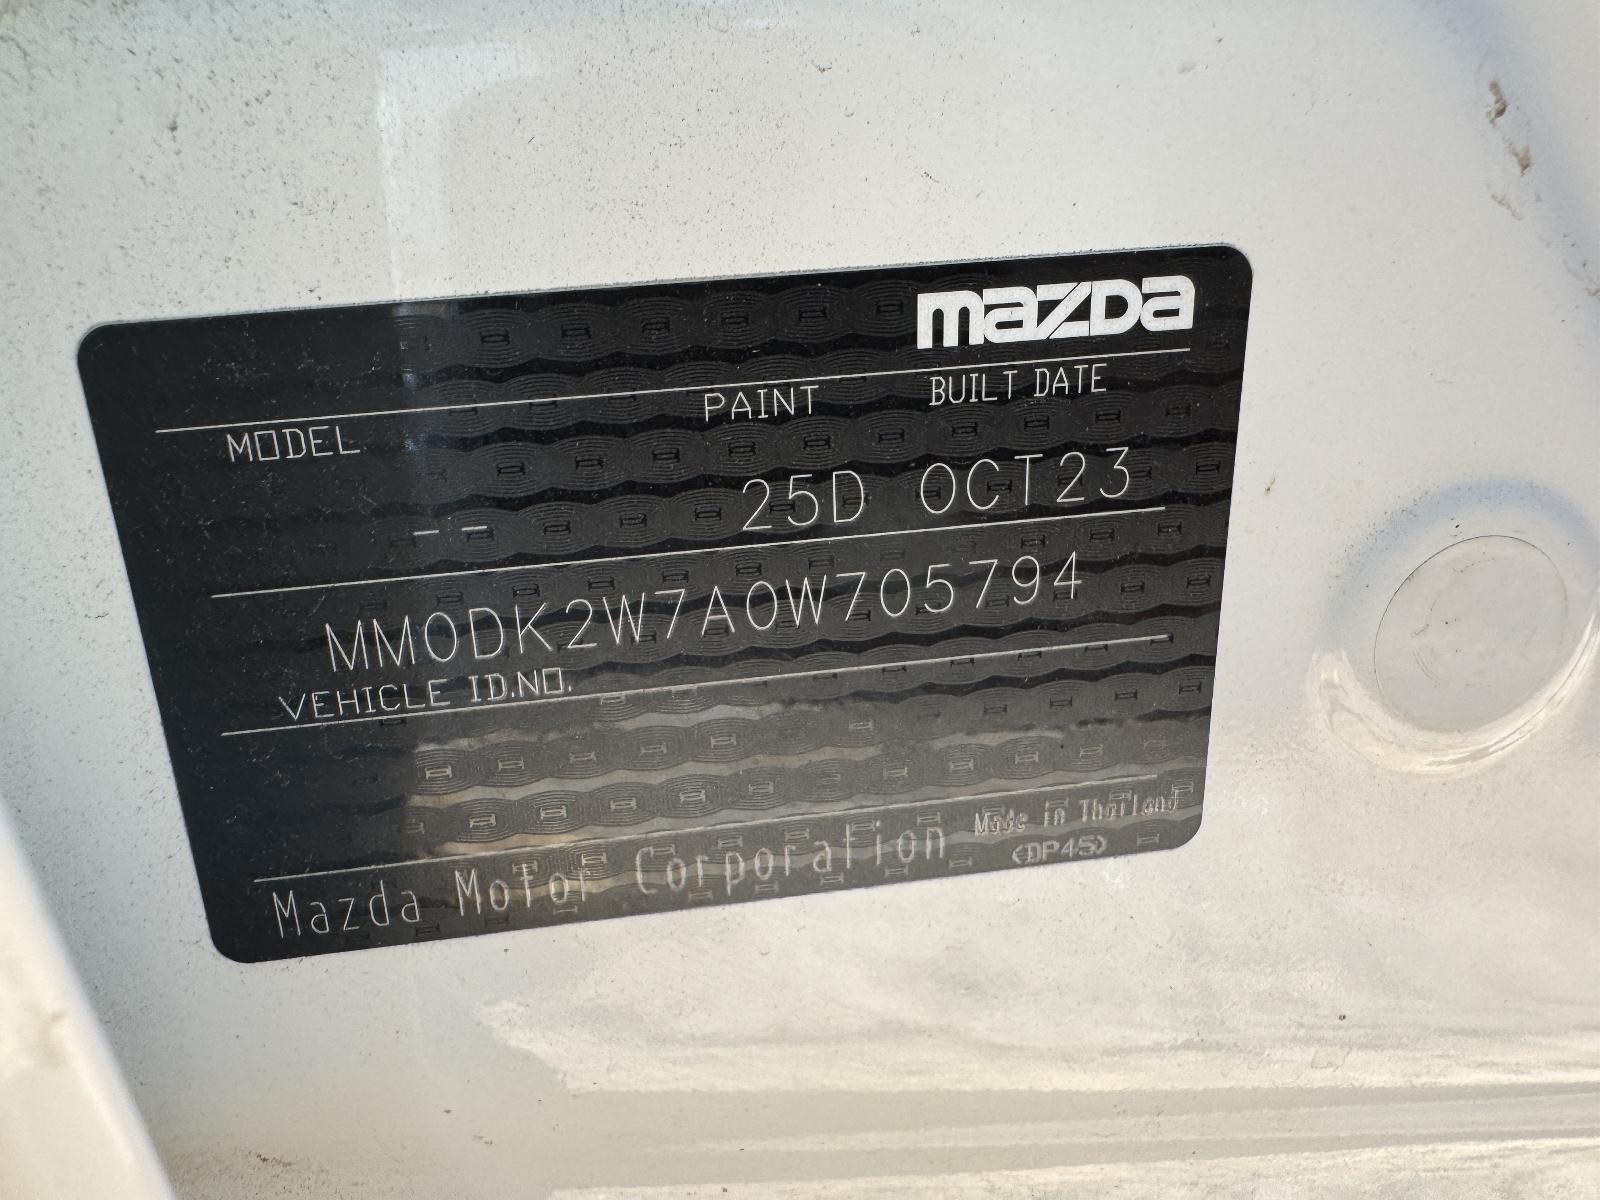 mazda
MODEL PAINT BUILT DATE
-- 25D OCT23
MM0DK2W7A0W705794
VEHICLE ID.NO.
Mazda Motor Corporation Made in Thailand
(DP45)